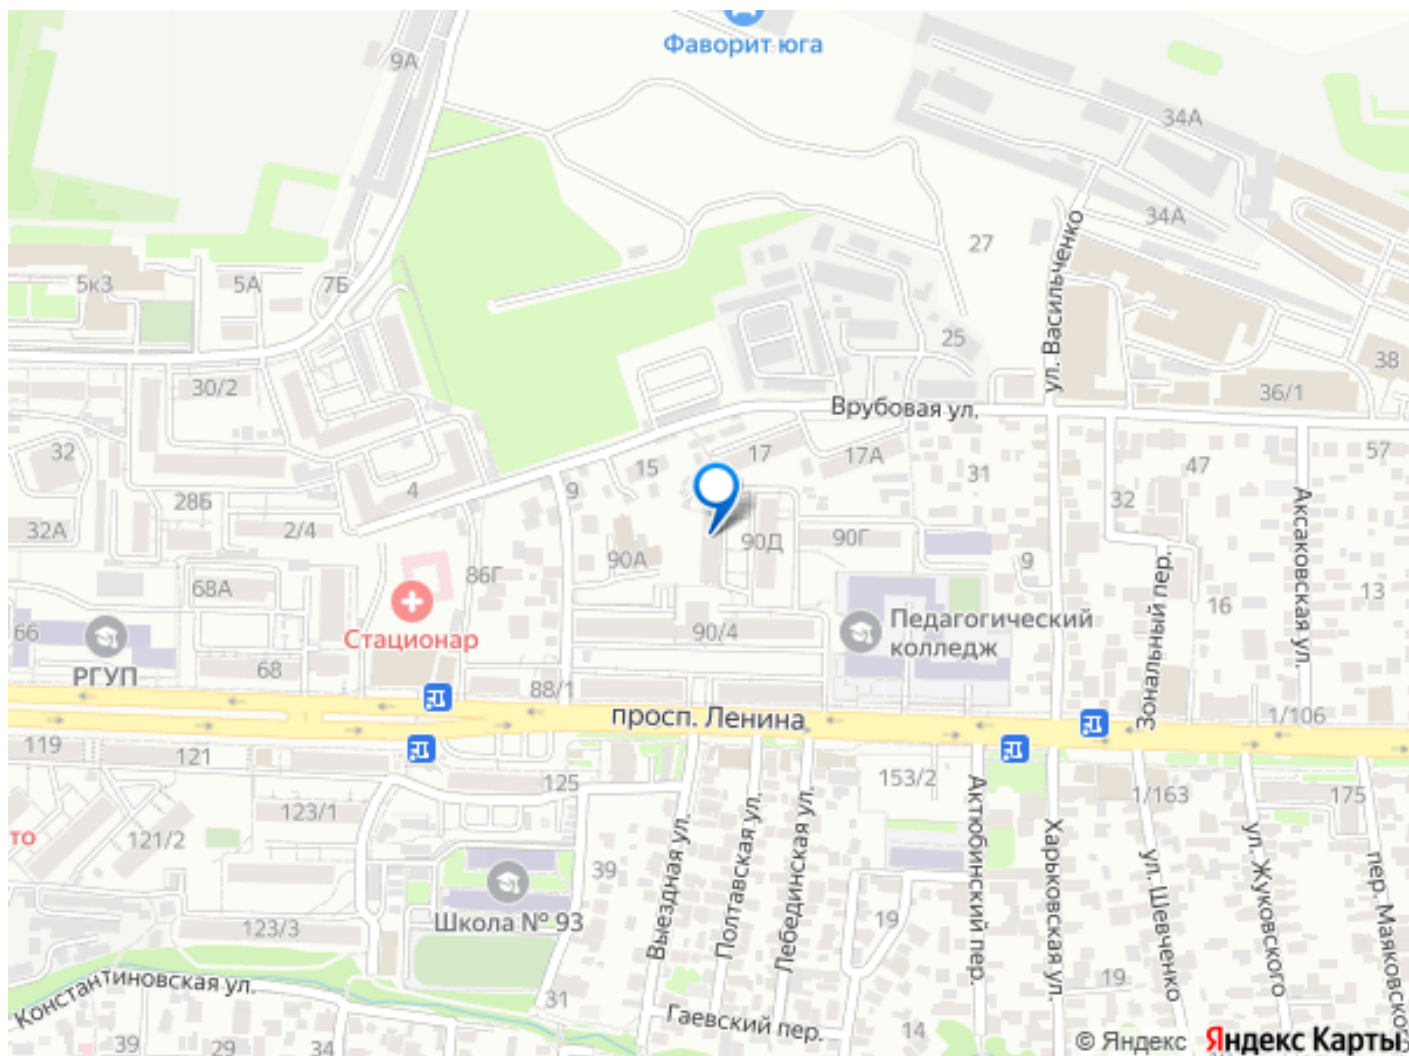 Фаворит юга
9А
34А
34А
27
5к3
5А
7Б
25
ул. Васильченко
38
30/2
36/1
Врубовая ул.
32
15
17
17А
31
47
57
28Б
4
9
32
32А
2/4
90А
90Д
90Г
9
Аксаковская ул.
68А
86Г
Зональный пер.
16
13
66
РГУП
Стационар
90/4
Педагогический
колледж
68
88/1
просп. Ленина
1/106
119
121
125
153/2
1/163
175
123/1
121/2
то
39
Выездная ул.
Полтавская ул.
Лебединская ул.
Актюбинский пер.
Харьковская ул.
ул. Шевченко
ул. Жуковского
пер. Маяковско
Школа № 93
123/3
19
19
Константиновская ул.
31
Гаевский пер.
14
39
29
34
© Яндекс Яндекс Карты